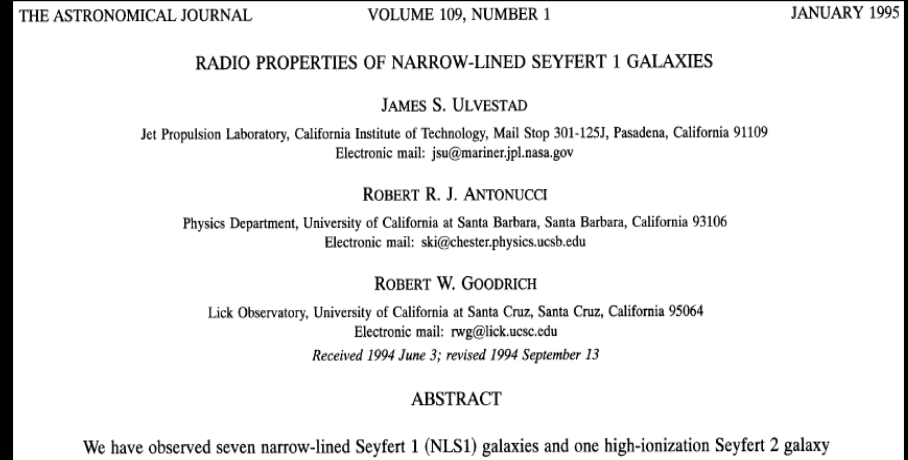 THE ASTRONOMICAL JOURNAL VOLUME 109, NUMBER 1 JANUARY 1995
RADIO PROPERTIES OF NARROW-LINED SEYFERT 1 GALAXIES
JAMES S. ULVESTAD
Jet Propulsion Laboratory, California Institute of Technology, Mail Stop 301-125J, Pasadena, California 91109
Electronic mail: jsu@mariner.jpl.nasa.gov
ROBERT R. J. ANTONUCCI
Physics Department, University of California at Santa Barbara, Santa Barbara, California 93106
Electronic mail: ski@chester.physics.ucsb.edu
ROBERT W. GOODRICH
Lick Observatory, University of California at Santa Cruz, Santa Cruz, California 95064
Electronic mail: rwg@lick.ucsc.edu
Received 1994 June 3; revised 1994 September 13
ABSTRACT
We have observed seven narrow-lined Seyfert 1 (NLS1) galaxies and one high-ionization Seyfert 2 galaxy